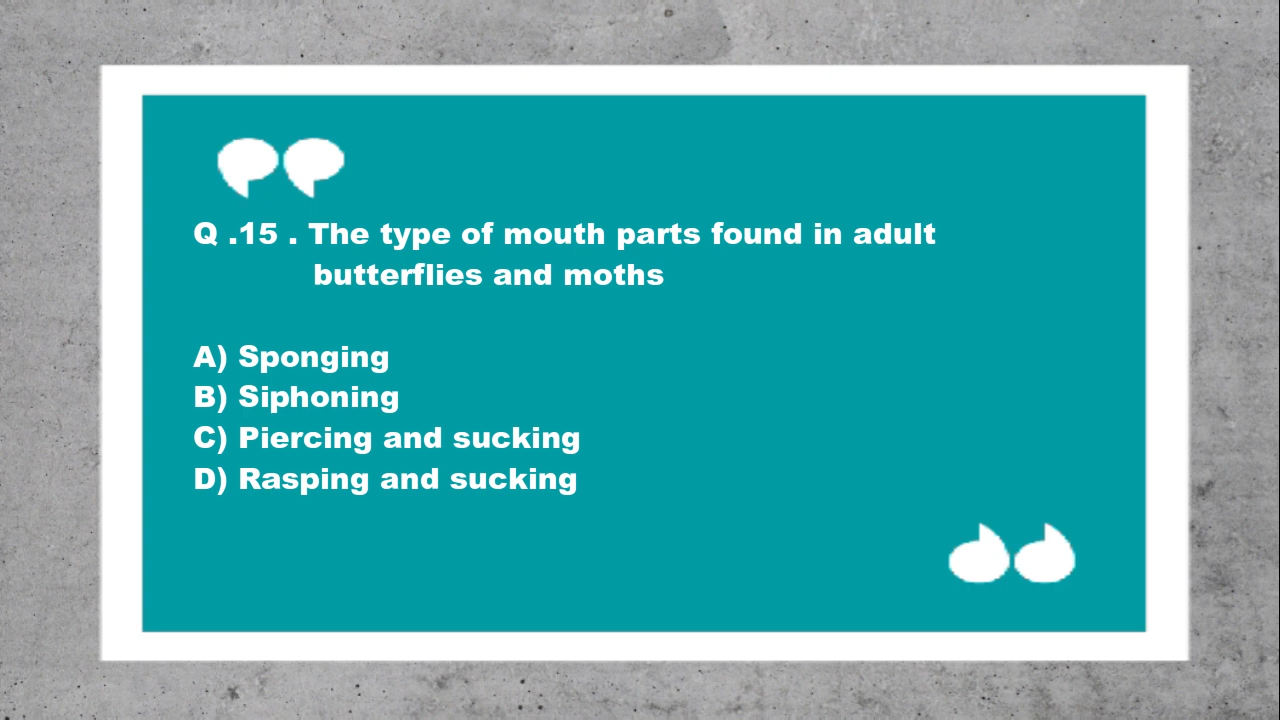 Q .15 . The type of mouth parts found in adult
butterflies and moths
A) Sponging
B) Siphoning
C) Piercing and sucking
D) Rasping and sucking